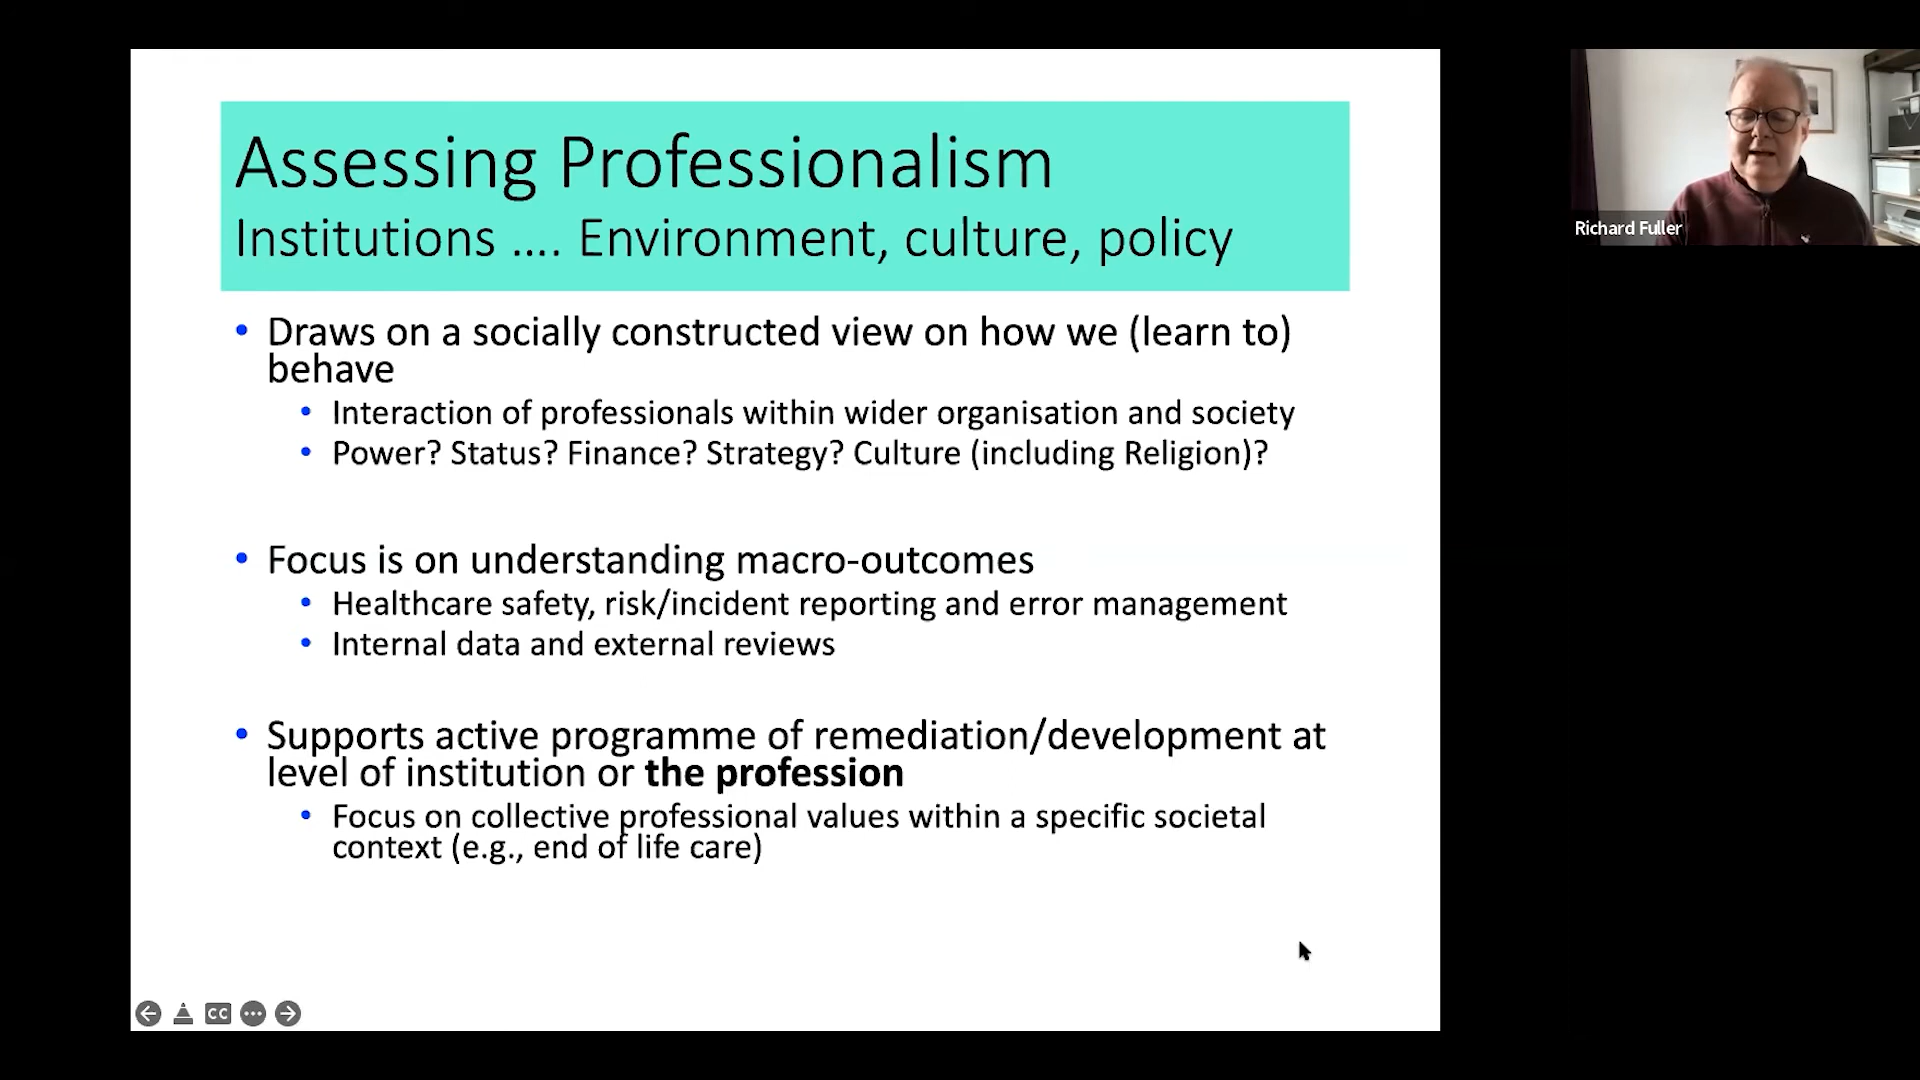 Assessing Professionalism
Institutions .... Environment, culture, policy
• Draws on a socially constructed view on how we (learn to)
behave
• Interaction of professionals within wider organisation and society
• Power? Status? Finance? Strategy? Culture (including Religion)?
• Focus is on understanding macro-outcomes
• Healthcare safety, risk/incident reporting and error management
• Internal data and external reviews
• Supports active programme of remediation/development at
level of institution or the profession
• Focus on collective professional values within a specific societal
context (e.g., end of life care)
CC
Richard Fuller